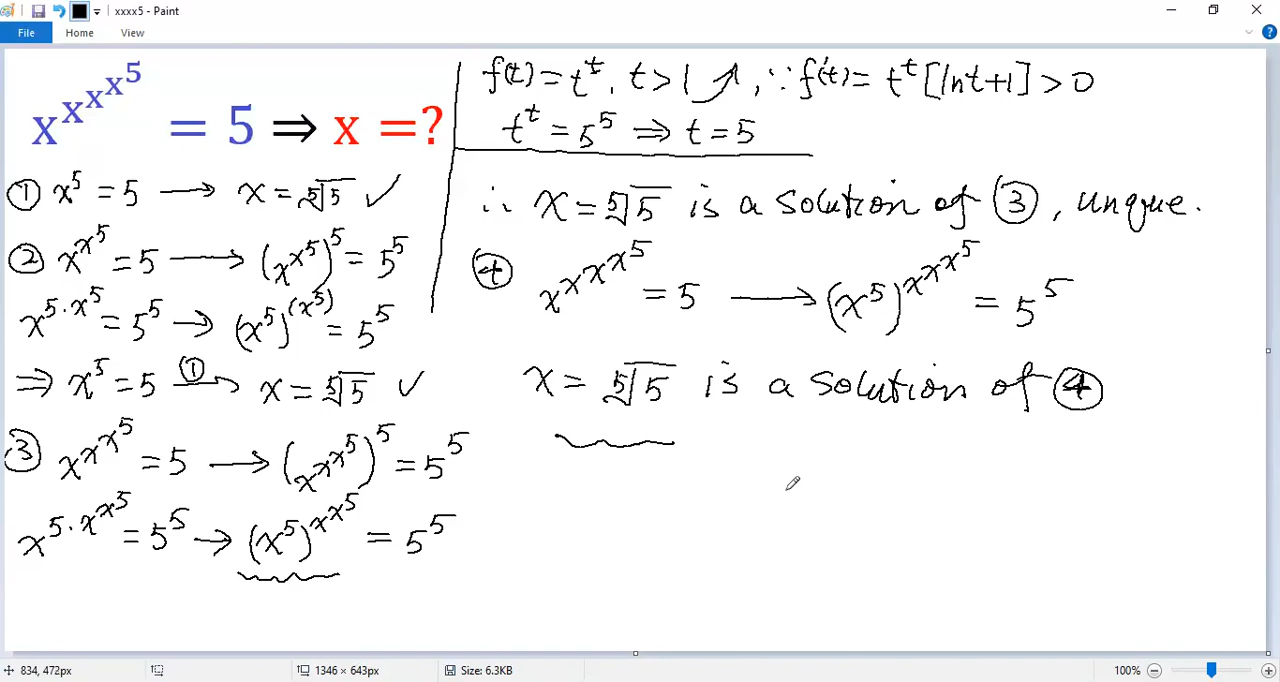 xxxx5 - Paint
File Home View
x^x^x^x^5 = 5 ⇒ x =?
① x^5 = 5 → x = ⁵√5 ✓
② x^x^5 = 5 → (x^x^5)^5 = 5^5
x^(5·x^5) = 5^5 → (x^5)^(x^5) = 5^5
⇒ x^5 = 5 →① x = ⁵√5 ✓
③ x^x^x^5 = 5 → (x^x^x^5)^5 = 5^5
x^(5·x^x^5) = 5^5 → (x^5)^x^x^5 = 5^5
f(t) = t^t, t > 1 ↗, ∵ f'(t) = t^t [lnt+1] > 0
t^t = 5^5 ⇒ t = 5
∴ x = ⁵√5 is a solution of ③, unque.
④ x^x^x^x^5 = 5 → (x^5)^x^x^x^5 = 5^5
x = ⁵√5 is a solution of ④
834, 472px 1346 × 643px Size: 6.3KB 100%